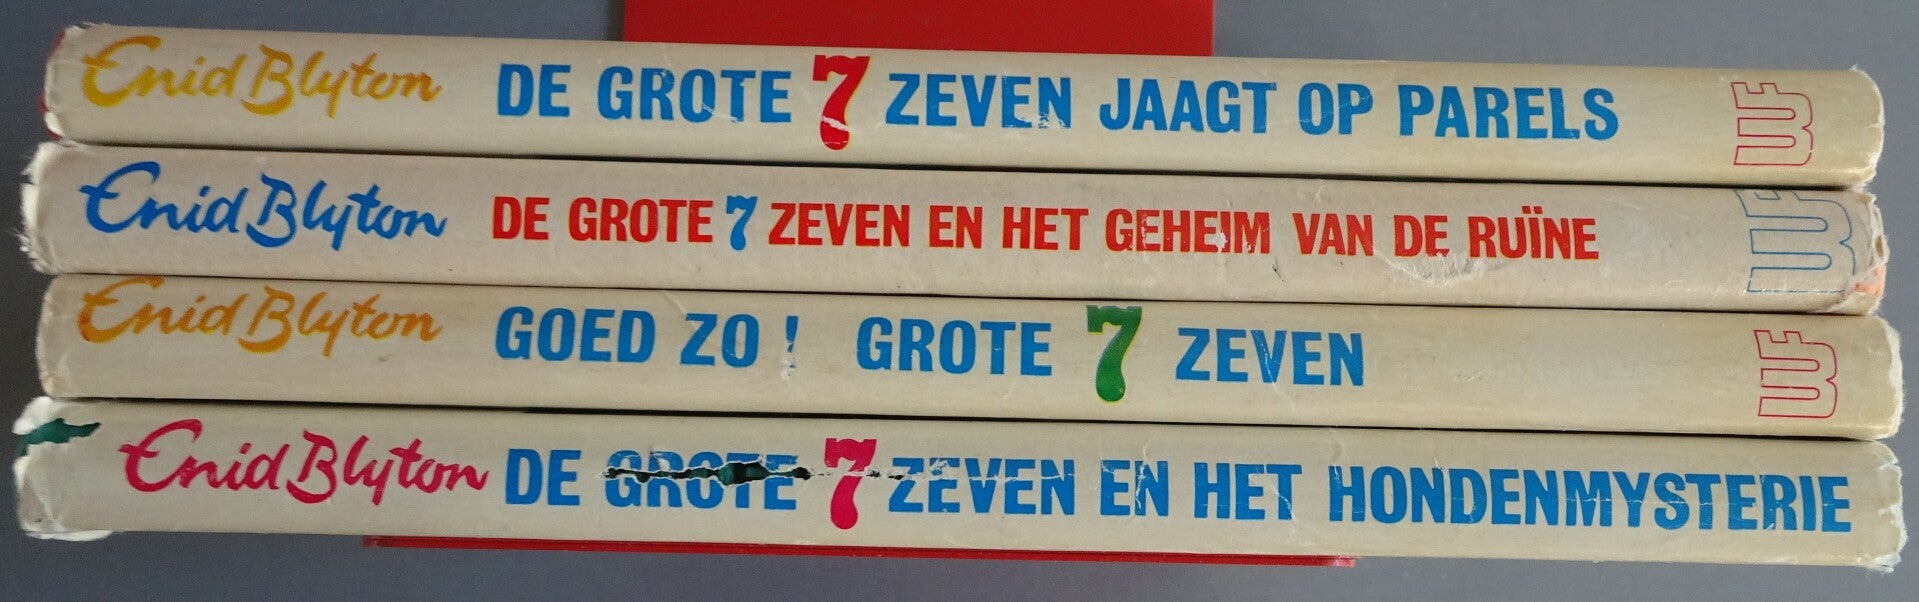 Enid Blyton DE GROTE 7 ZEVEN JAAGT OP PARELS
Enid Blyton DE GROTE 7 ZEVEN EN HET GEHEIM VAN DE RUÏNE
Enid Blyton GOED ZO! GROTE 7 ZEVEN
Enid Blyton DE GROTE 7 ZEVEN EN HET HONDENMYSTERIE